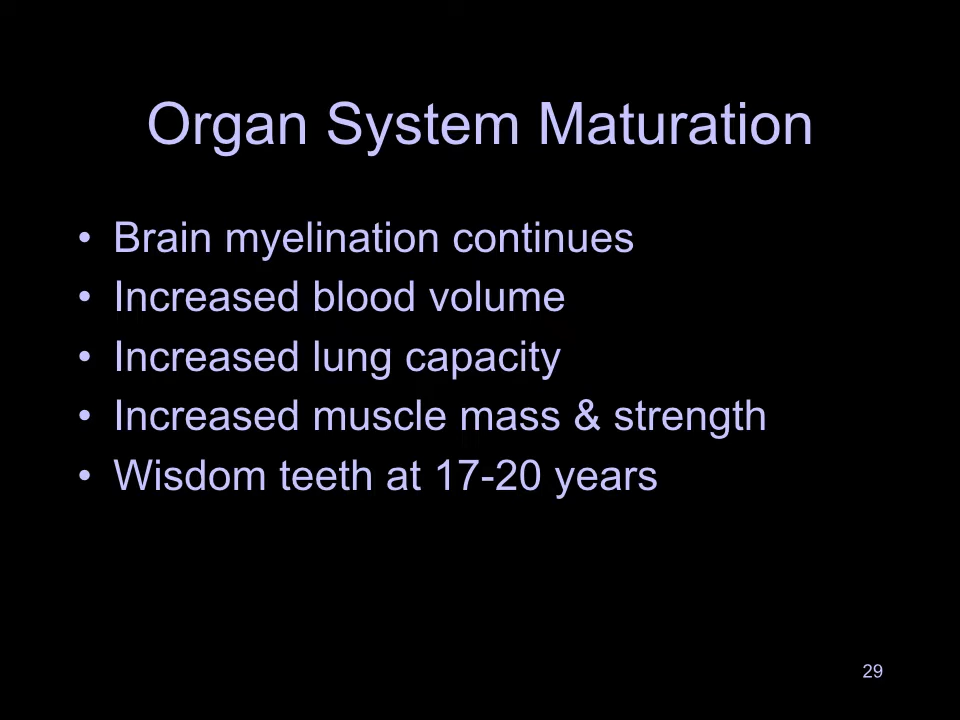 Organ System Maturation
• Brain myelination continues
• Increased blood volume
• Increased lung capacity
• Increased muscle mass & strength
• Wisdom teeth at 17-20 years
29